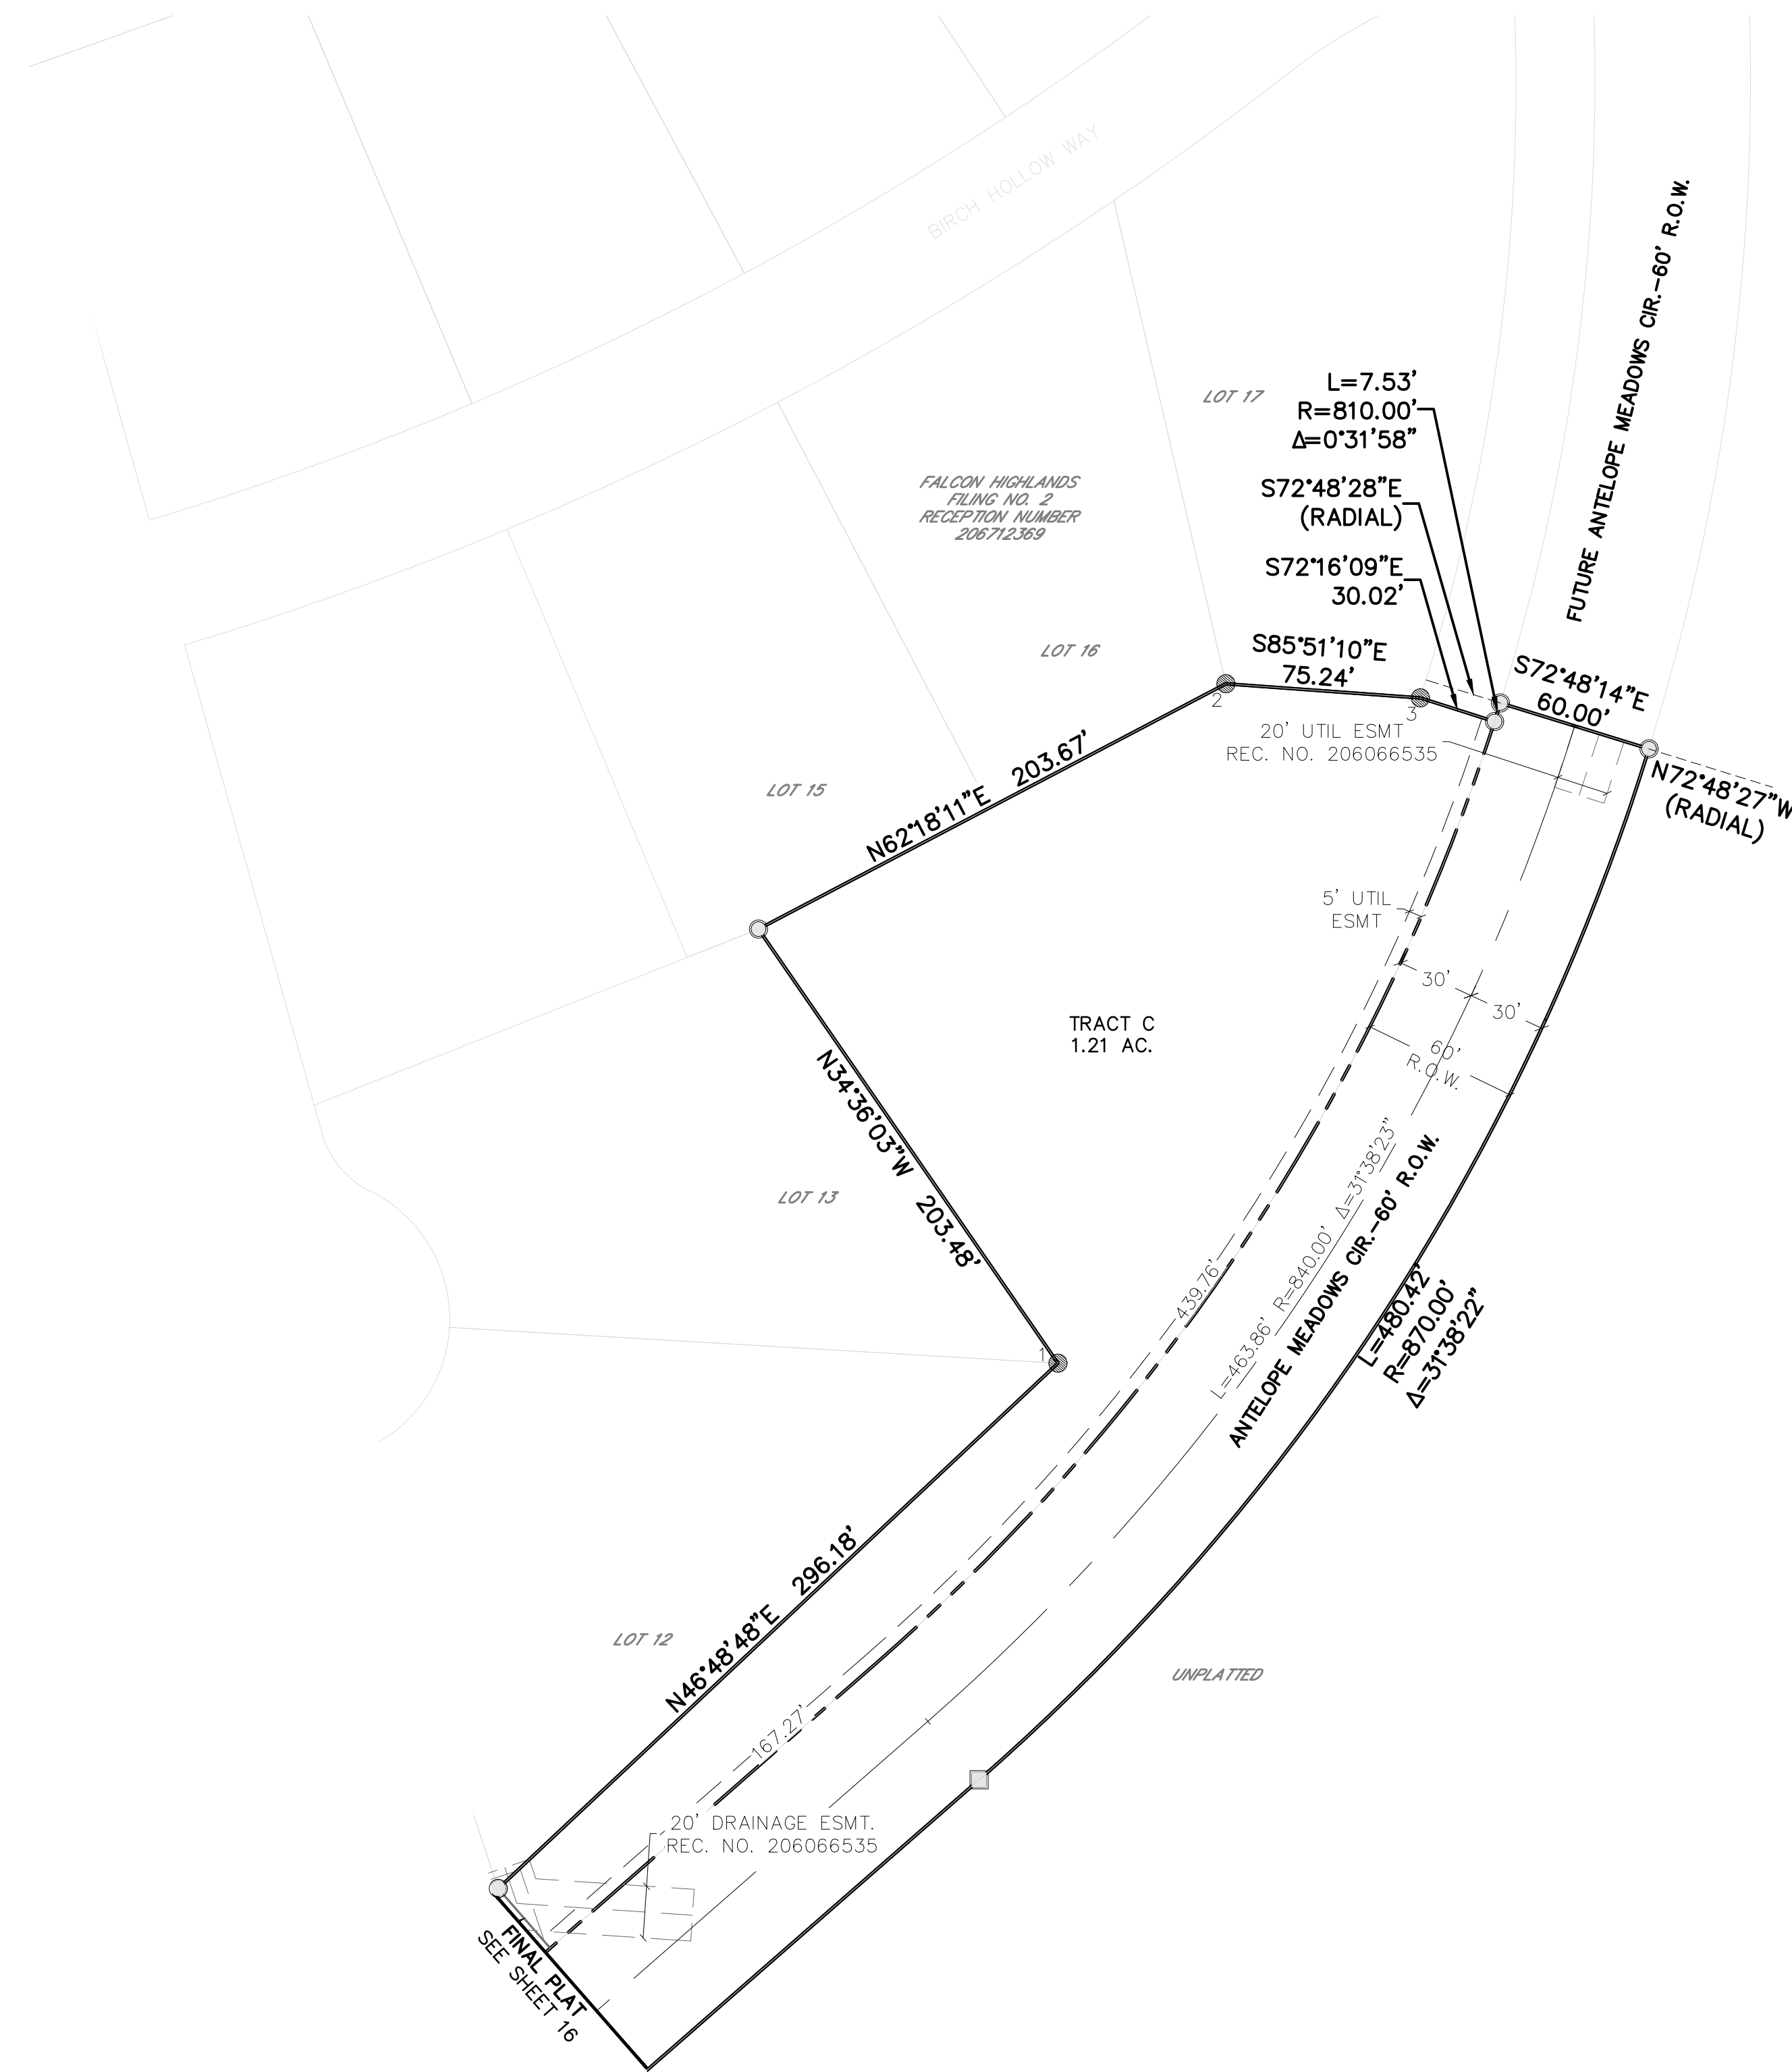 BIRCH HOLLOW WAY
FUTURE ANTELOPE MEADOWS CIR.-60' R.O.W.
LOT 17
L=7.53'
R=810.00'
Δ=0°31'58"
FALCON HIGHLANDS
FILING NO. 2
RECEPTION NUMBER
206712369
S72°48'28"E
(RADIAL)
S72°16'09"E
30.02'
LOT 16
S85°51'10"E
75.24'
S72°48'14"E
60.00'
2
3
20' UTIL ESMT
REC. NO. 206066535
N72°48'27"W
(RADIAL)
LOT 15
N62°18'11"E 203.67'
5' UTIL
ESMT
30'
30'
60'
R.O.W.
TRACT C
1.21 AC.
N34°36'03"W 203.48'
LOT 13
439.76'
L=463.86' R=840.00' Δ=31°38'23"
ANTELOPE MEADOWS CIR.-60' R.O.W.
L=480.42'
R=870.00'
Δ=31°38'22"
1
N46°48'48"E 296.18'
LOT 12
UNPLATTED
167.27'
20' DRAINAGE ESMT.
REC. NO. 206066535
FINAL PLAT
SEE SHEET 16